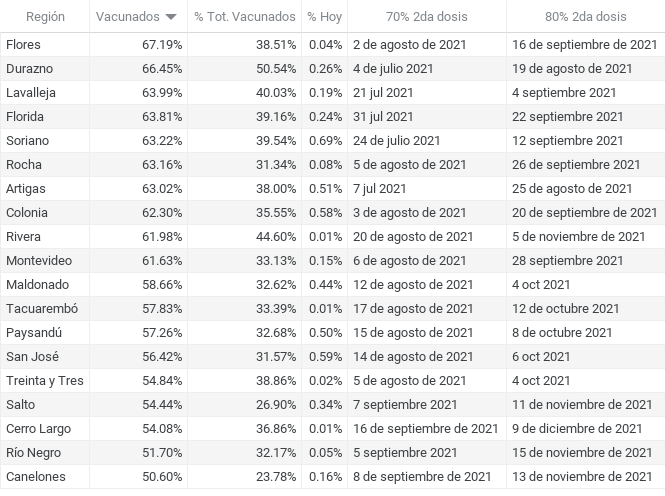 Región Vacunados % Tot. Vacunados % Hoy 70% 2da dosis 80% 2da dosis
Flores 67.19% 38.51% 0.04% 2 de agosto de 2021 16 de septiembre de 2021
Durazno 66.45% 50.54% 0.26% 4 de julio 2021 19 de agosto de 2021
Lavalleja 63.99% 40.03% 0.19% 21 jul 2021 4 septiembre 2021
Florida 63.81% 39.16% 0.24% 31 jul 2021 22 septiembre 2021
Soriano 63.22% 39.54% 0.69% 24 de julio 2021 12 septiembre 2021
Rocha 63.16% 31.34% 0.08% 5 de agosto de 2021 26 de septiembre 2021
Artigas 63.02% 38.00% 0.51% 7 jul 2021 25 de agosto de 2021
Colonia 62.30% 35.55% 0.58% 3 de agosto de 2021 20 de septiembre de 2021
Rivera 61.98% 44.60% 0.01% 20 de agosto de 2021 5 de noviembre de 2021
Montevideo 61.63% 33.13% 0.15% 6 de agosto de 2021 28 septiembre 2021
Maldonado 58.66% 32.62% 0.44% 12 de agosto de 2021 4 oct 2021
Tacuarembó 57.83% 33.39% 0.01% 17 de agosto de 2021 12 de octubre 2021
Paysandú 57.26% 32.68% 0.50% 15 de agosto de 2021 8 de octubre 2021
San José 56.42% 31.57% 0.59% 14 de agosto de 2021 6 oct 2021
Treinta y Tres 54.84% 38.86% 0.02% 5 de agosto de 2021 4 oct 2021
Salto 54.44% 26.90% 0.34% 7 septiembre 2021 11 de noviembre de 2021
Cerro Largo 54.08% 36.86% 0.01% 16 de septiembre de 2021 9 de diciembre de 2021
Río Negro 51.70% 32.17% 0.05% 5 septiembre 2021 15 de noviembre de 2021
Canelones 50.60% 23.78% 0.16% 8 de septiembre de 2021 13 de noviembre de 2021